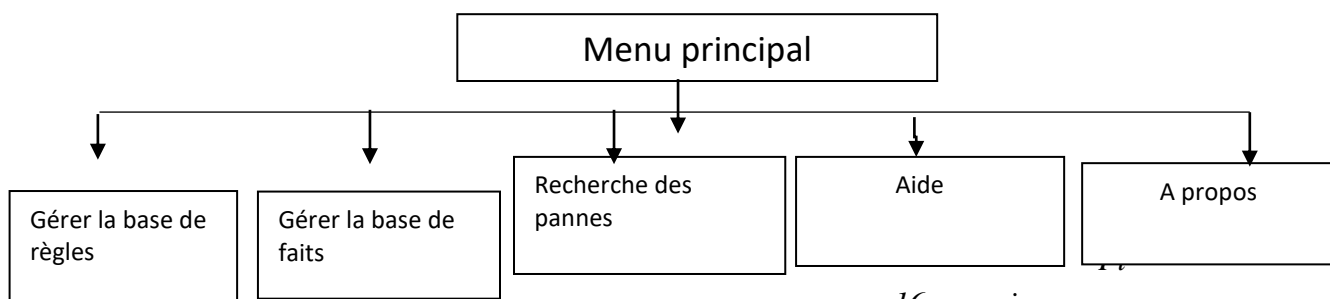 Menu principal
Recherche des
pannes
Aide
A propos
Gérer la base de
règles
Gérer la base de
faits